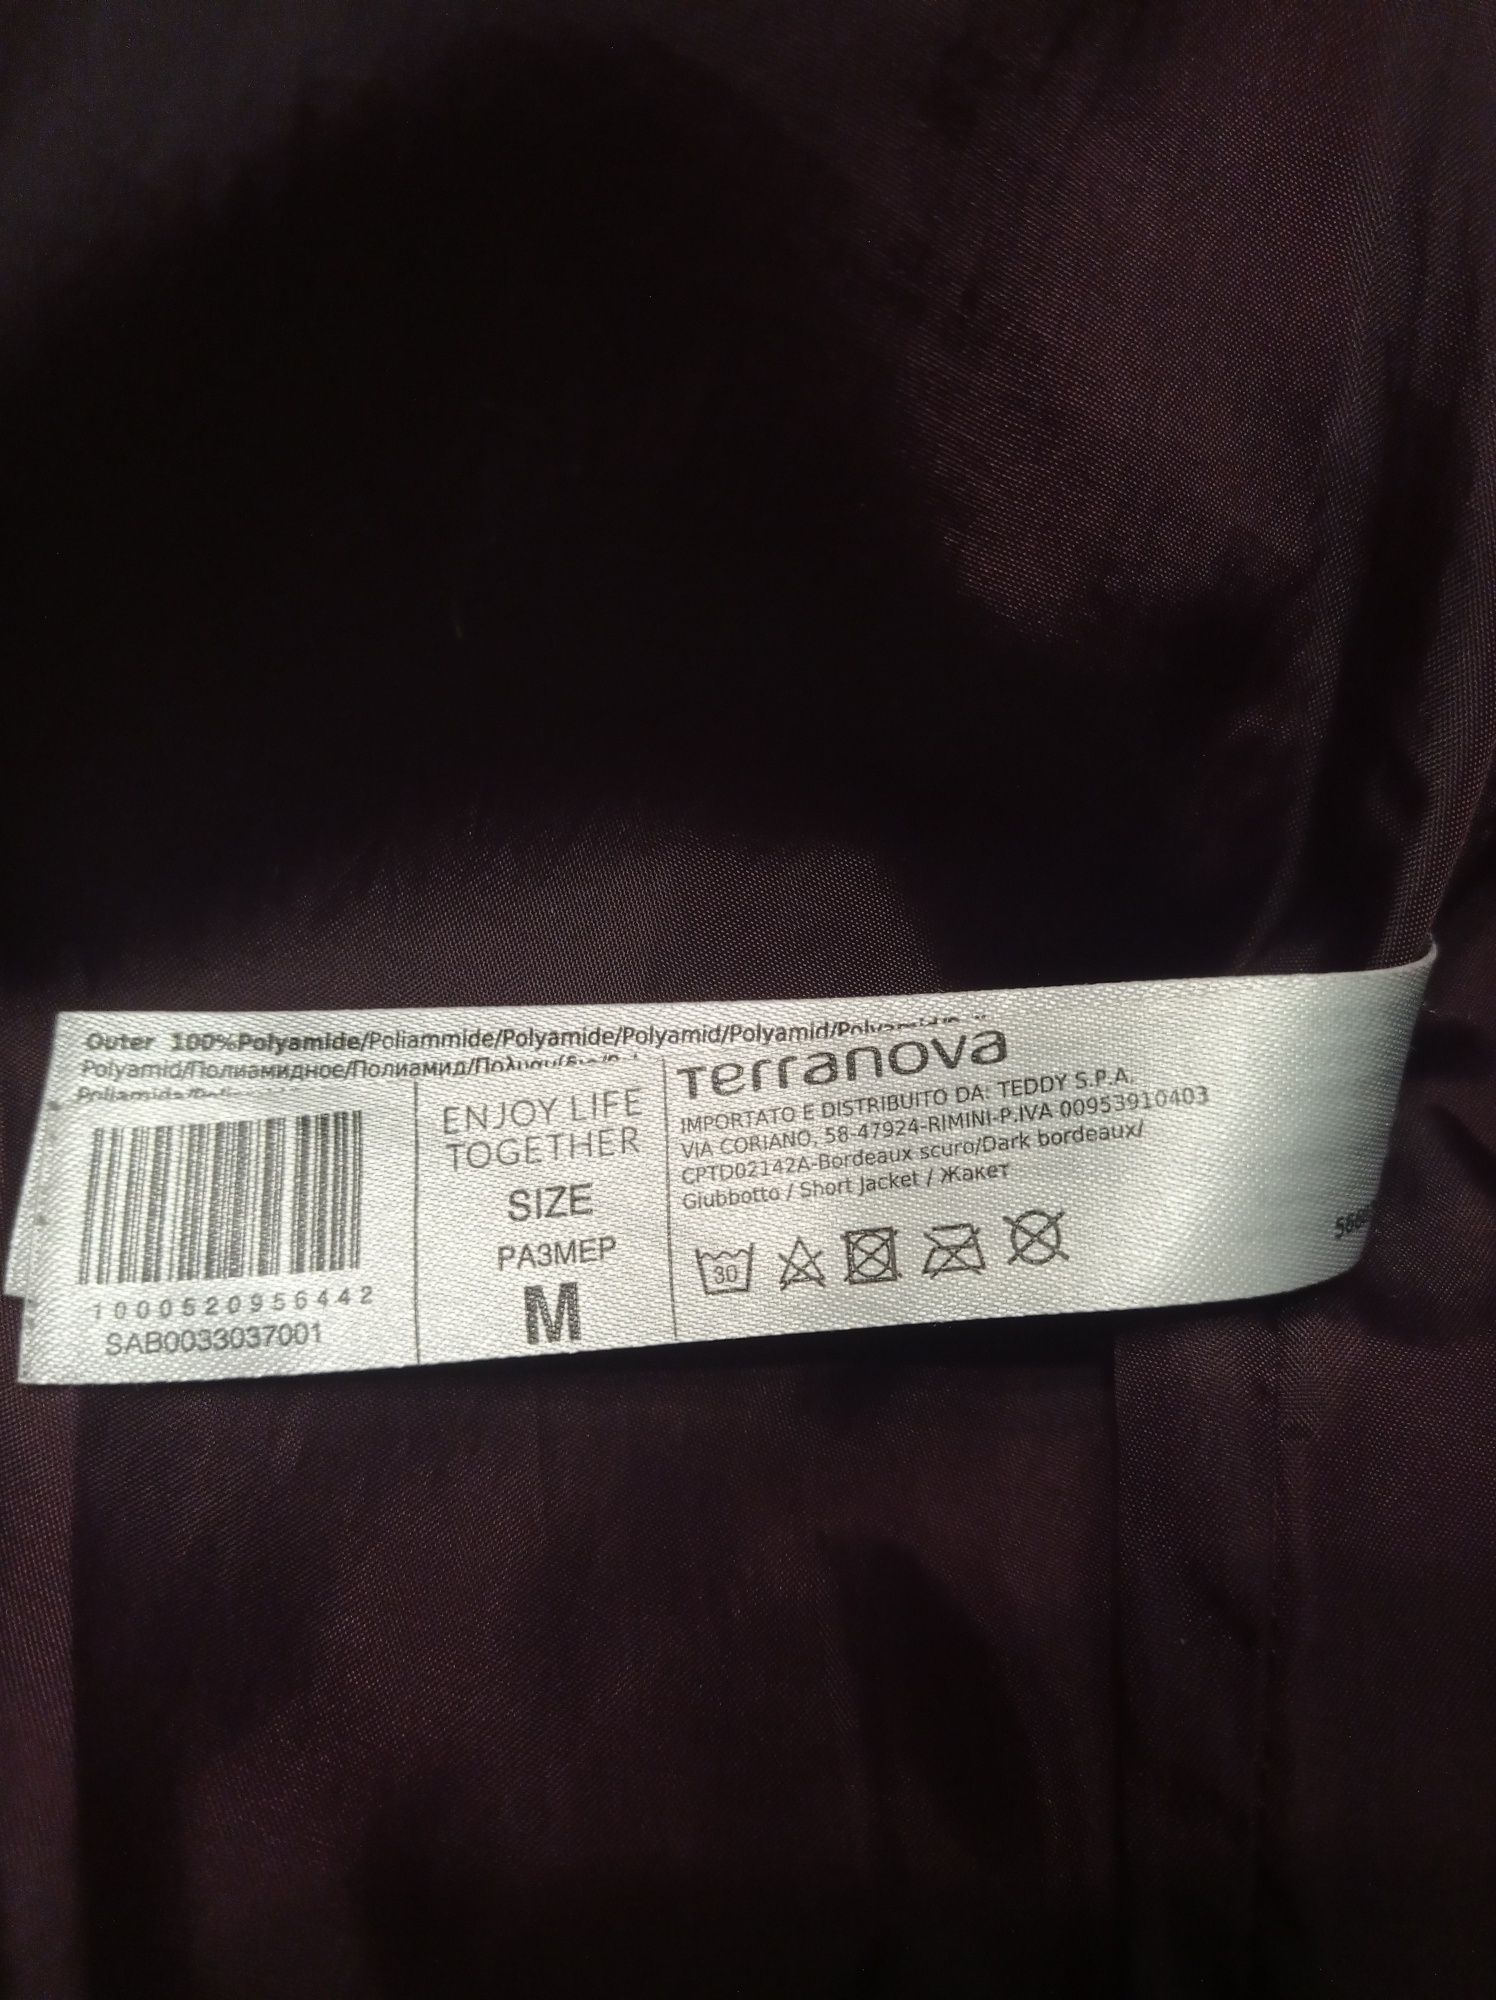 Outer 100%Polyamide/Poliammide/Polyamide/Polyamid/Polyamid/
Polyamid/Полиамидное/Полиамид/
1000520956442
SAB0033037001
ENJOY LIFE
TOGETHER
SIZE
РАЗМЕР
M
Terranova
IMPORTATO E DISTRIBUITO DA: TEDDY S.P.A.
VIA CORIANO, 58-47924-RIMINI-P.IVA 00953910403
CPTD02142A-Bordeaux scuro/Dark bordeaux/
Giubbotto / Short Jacket / Жакет
30